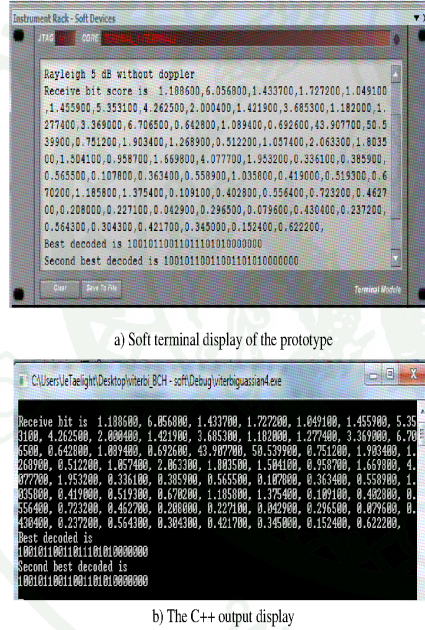 Instrument Rack - Soft Devices
JTAG CORE
Rayleigh 5 dB without doppler
Receive bit score is 1.188600,6.056800,1.433700,1.727200,1.049100
,1.455900,5.353100,4.262500,2.000400,1.421900,3.685300,1.182000,1.
277400,3.369000,6.706500,0.642800,1.089400,0.692600,43.907700,50.5
39900,0.751200,1.903400,1.268900,0.512200,1.057400,2.063300,1.8035
00,1.504100,0.958700,1.669800,4.077700,1.953200,0.336100,0.385900,
0.565500,0.107800,0.363400,0.558900,1.035800,0.419000,0.519300,0.6
70200,1.185800,1.375400,0.109100,0.402800,0.556400,0.723200,0.4627
00,0.208000,0.227100,0.042900,0.296500,0.079600,0.430400,0.237200,
0.564300,0.304300,0.421700,0.345000,0.152400,0.622200,
Best decoded is 10010110011011101010000000
Second best decoded is 100101100110011010100000000
Clear Save To File Terminal Module
a) Soft terminal display of the prototype
C:\Users\JeTaelight\Desktop\viterbi_BCH - soft\Debug\viterbiguassian4.exe
Receive bit is 1.188600, 6.056800, 1.433700, 1.727200, 1.049100, 1.455900, 5.35
3100, 4.262500, 2.000400, 1.421900, 3.685300, 1.182000, 1.277400, 3.369000, 6.70
6500, 0.642800, 1.089400, 0.692600, 43.907700, 50.539900, 0.751200, 1.903400, 1.
268900, 0.512200, 1.057400, 2.063300, 1.803500, 1.504100, 0.958700, 1.669800, 4.
077700, 1.953200, 0.336100, 0.385900, 0.565500, 0.107800, 0.363400, 0.558900, 1.
035800, 0.419000, 0.519300, 0.670200, 1.185800, 1.375400, 0.109100, 0.402800, 0.
556400, 0.723200, 0.462700, 0.208000, 0.227100, 0.042900, 0.296500, 0.079600, 0.
430400, 0.237200, 0.564300, 0.304300, 0.421700, 0.345000, 0.152400, 0.622200,
Best decoded is
10010110011011101010000000
Second best decoded is
100101100110011010100000000
b) The C++ output display